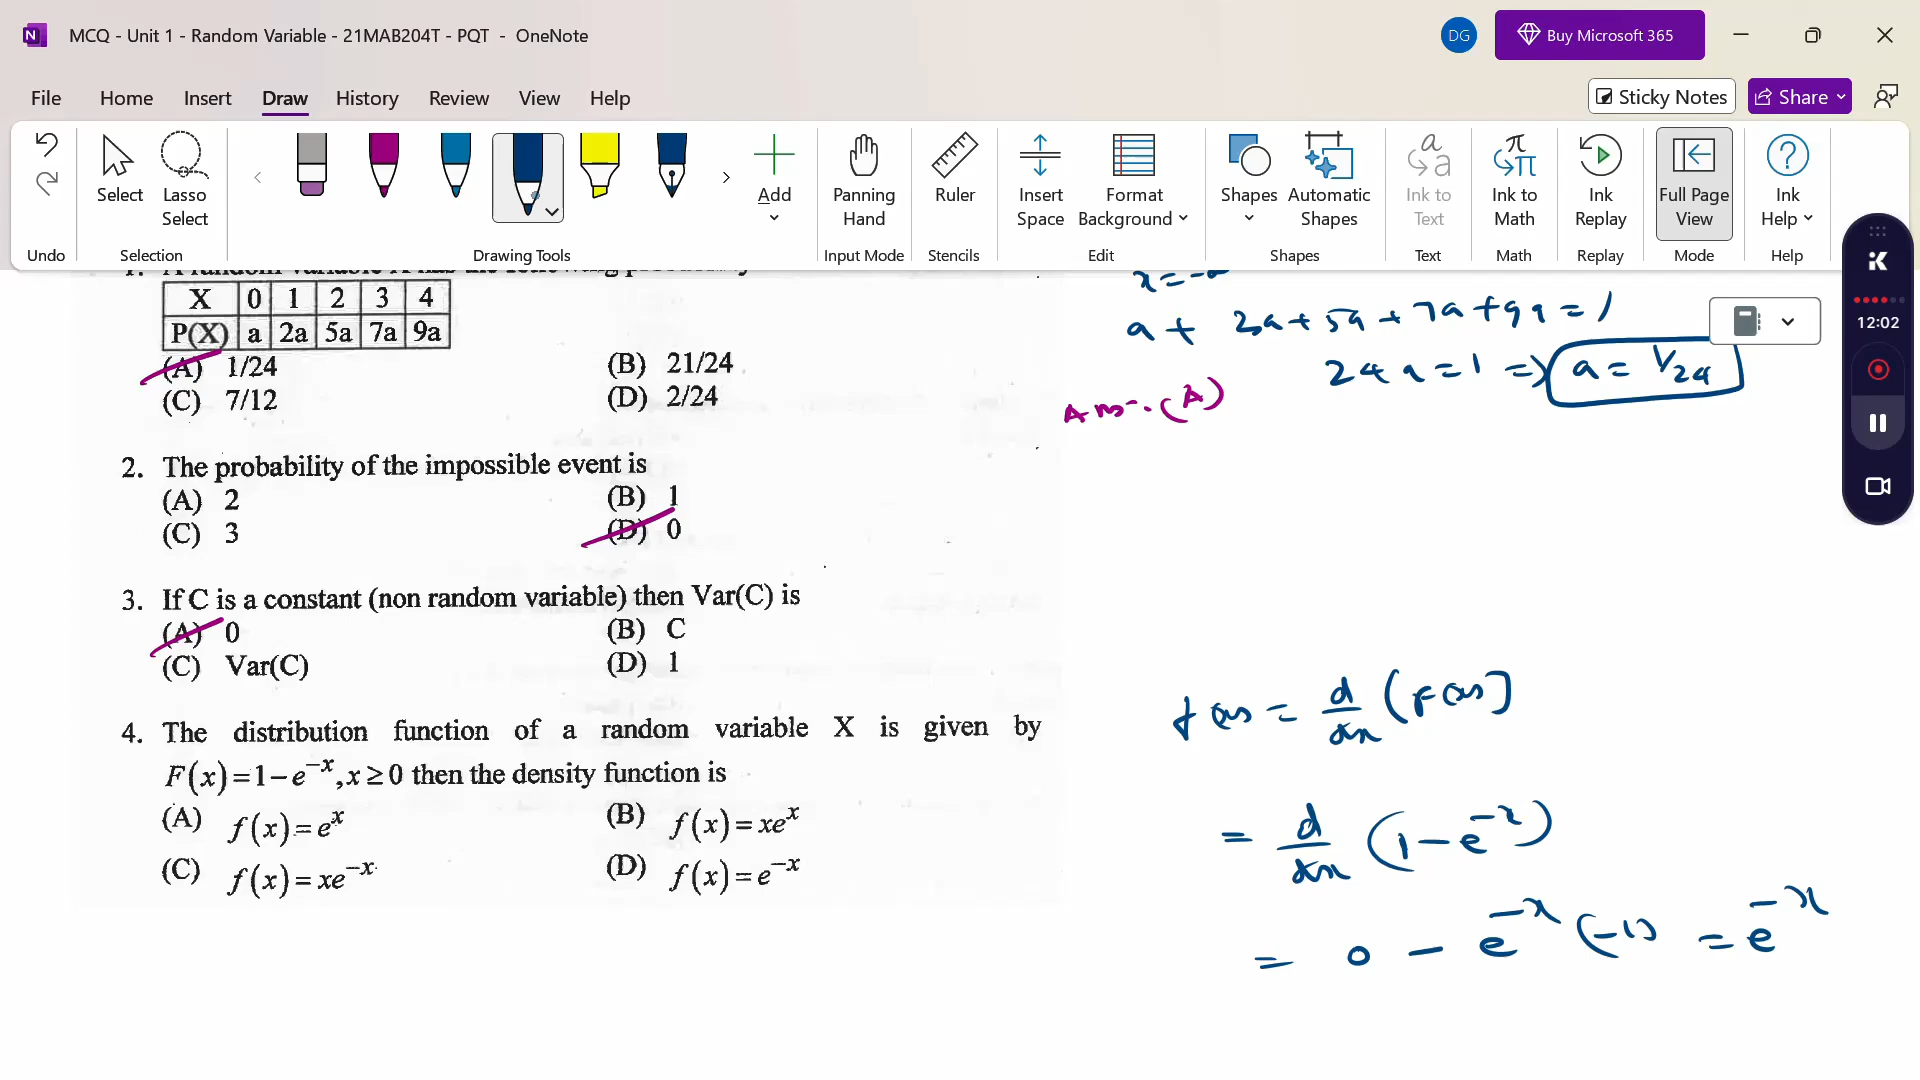 MCQ - Unit 1 - Random Variable - 21MAB204T - PQT - OneNote
DG
Buy Microsoft 365
File Home Insert Draw History Review View Help
Sticky Notes
Share
Select
Lasso Select
Add
Panning Hand
Ruler
Insert Space
Format Background
Shapes
Automatic Shapes
Ink to Text
Ink to Math
Ink Replay
Full Page View
Ink Help
Undo Selection Drawing Tools Input Mode Stencils Edit Shapes Text Math Replay Mode Help
12:02
X 0 1 2 3 4
P(X) a 2a 5a 7a 9a
(A) 1/24 (B) 21/24
(C) 7/12 (D) 2/24
2. The probability of the impossible event is
(A) 2 (B) 1
(C) 3 (D) 0
3. If C is a constant (non random variable) then Var(C) is
(A) 0 (B) C
(C) Var(C) (D) 1
4. The distribution function of a random variable X is given by
F(x)=1−e^{−x}, x≥0 then the density function is
(A) f(x)=e^{x} (B) f(x)=xe^{x}
(C) f(x)=xe^{−x} (D) f(x)=e^{−x}
24a=1 ⇒ a=1/24
Ans:(A)
f(x) = d/dx (F(x)]
= d/dx (1−e^{−x})
= 0 − e^{−x} (−1) = e^{−x}